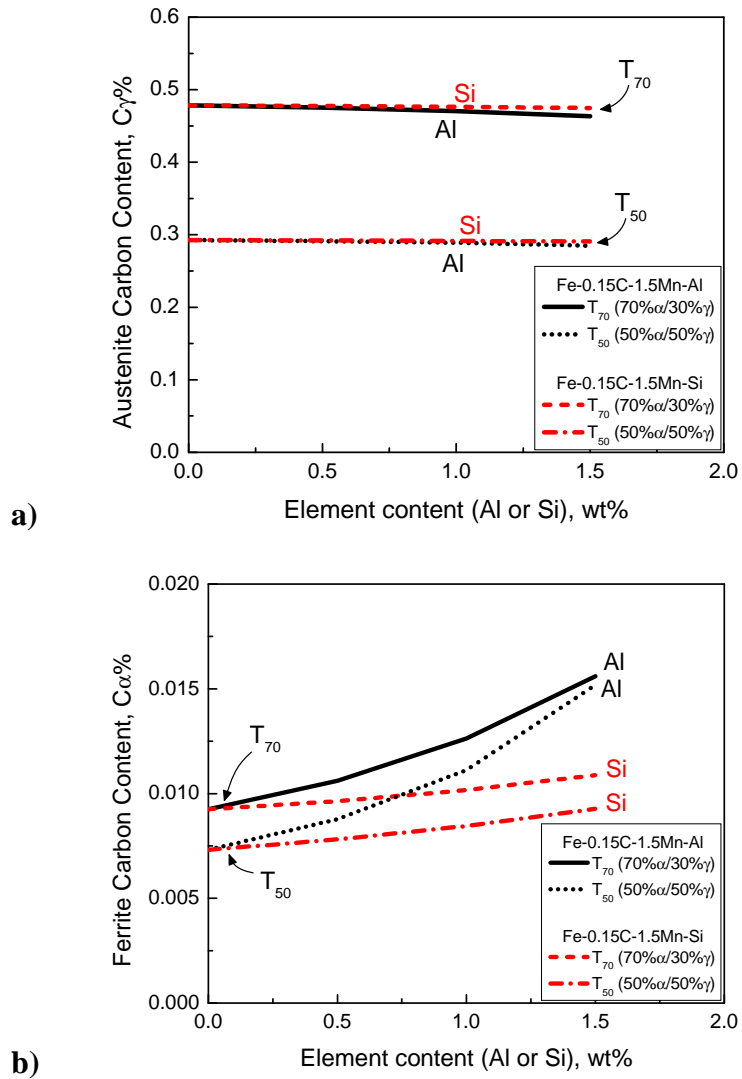 0.6
0.5
0.4
0.3
0.2
0.1
0.0
Austenite Carbon Content, Cγ%
Si
Al
T70
Si
Al
T50
Fe-0.15C-1.5Mn-Al
T70 (70%α/30%γ)
T50 (50%α/50%γ)
Fe-0.15C-1.5Mn-Si
T70 (70%α/30%γ)
T50 (50%α/50%γ)
0.0 0.5 1.0 1.5 2.0
Element content (Al or Si), wt%
a)
0.020
0.015
0.010
0.005
0.000
Ferrite Carbon Content, Cα%
T70
T50
Al
Al
Si
Si
Fe-0.15C-1.5Mn-Al
T70 (70%α/30%γ)
T50 (50%α/50%γ)
Fe-0.15C-1.5Mn-Si
T70 (70%α/30%γ)
T50 (50%α/50%γ)
0.0 0.5 1.0 1.5 2.0
Element content (Al or Si), wt%
b)